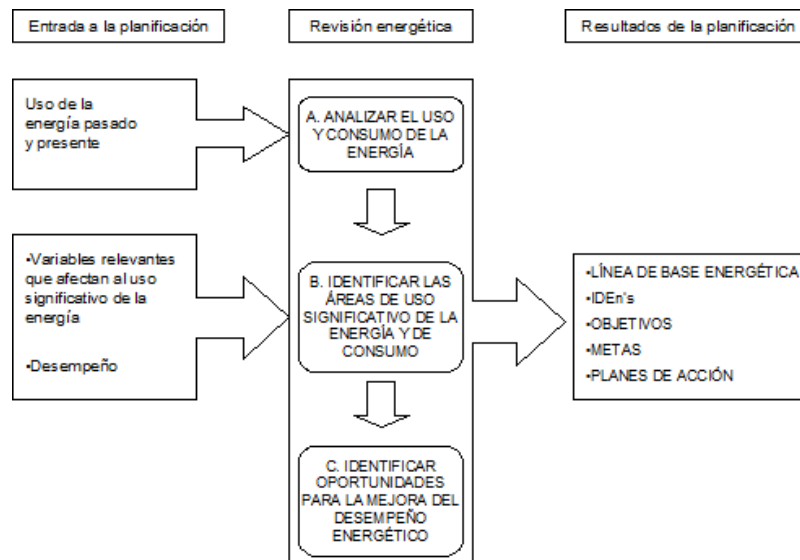 Entrada a la planificación
Revisión energética
Resultados de la planificación
Uso de la
energía pasado
y presente
A. ANALIZAR EL USO
Y CONSUMO DE LA
ENERGÍA
•Variables relevantes
que afectan al uso
significativo de la
energía
•Desempeño
B. IDENTIFICAR LAS
ÁREAS DE USO
SIGNIFICATIVO DE LA
ENERGÍA Y DE
CONSUMO
•LÍNEA DE BASE ENERGÉTICA
•IDEn's
•OBJETIVOS
•METAS
•PLANES DE ACCIÓN
C. IDENTIFICAR
OPORTUNIDADES
PARA LA MEJORA DEL
DESEMPEÑO
ENERGÉTICO